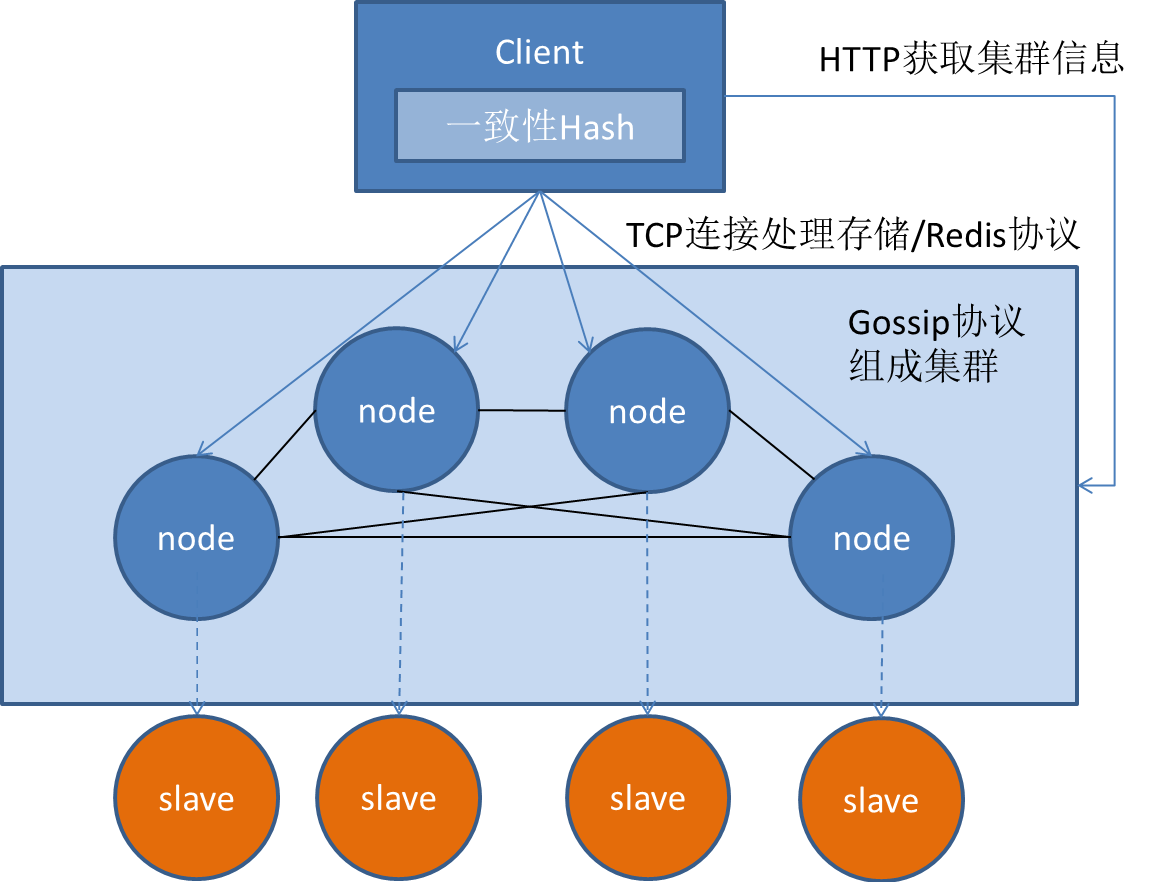 Client
HTTP获取集群信息
一致性Hash
TCP连接处理存储/Redis协议
Gossip协议
组成集群
node
node
node
node
slave
slave
slave
slave